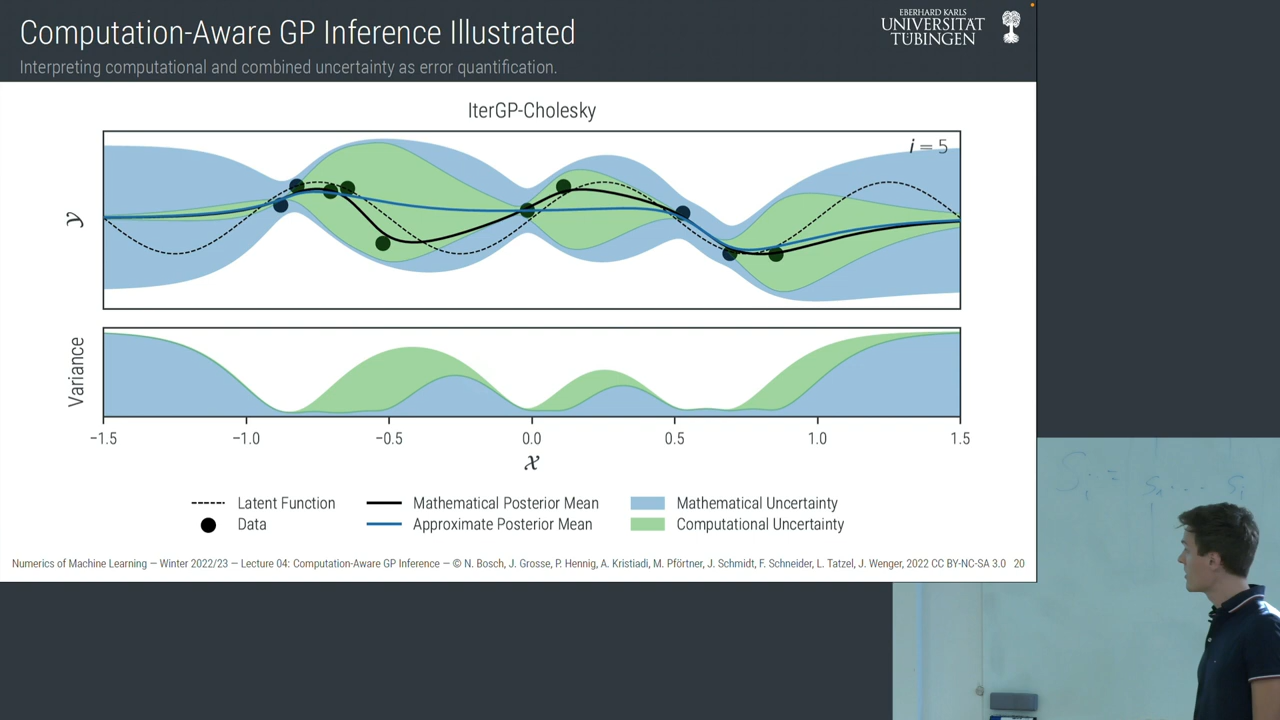 Computation-Aware GP Inference Illustrated
Interpreting computational and combined uncertainty as error quantification.
EBERHARD KARLS
UNIVERSITÄT
TÜBINGEN
IterGP-Cholesky
i = 5
𝒴
Variance
−1.5 −1.0 −0.5 0.0 0.5 1.0 1.5
𝒳
Latent Function Mathematical Posterior Mean Mathematical Uncertainty
Data Approximate Posterior Mean Computational Uncertainty
Numerics of Machine Learning — Winter 2022/23 — Lecture 04: Computation-Aware GP Inference — © N. Bosch, J. Grosse, P. Hennig, A. Kristiadi, M. Pförtner, J. Schmidt, F. Schneider, L. Tatzel, J. Wenger, 2022 CC BY-NC-SA 3.0 20